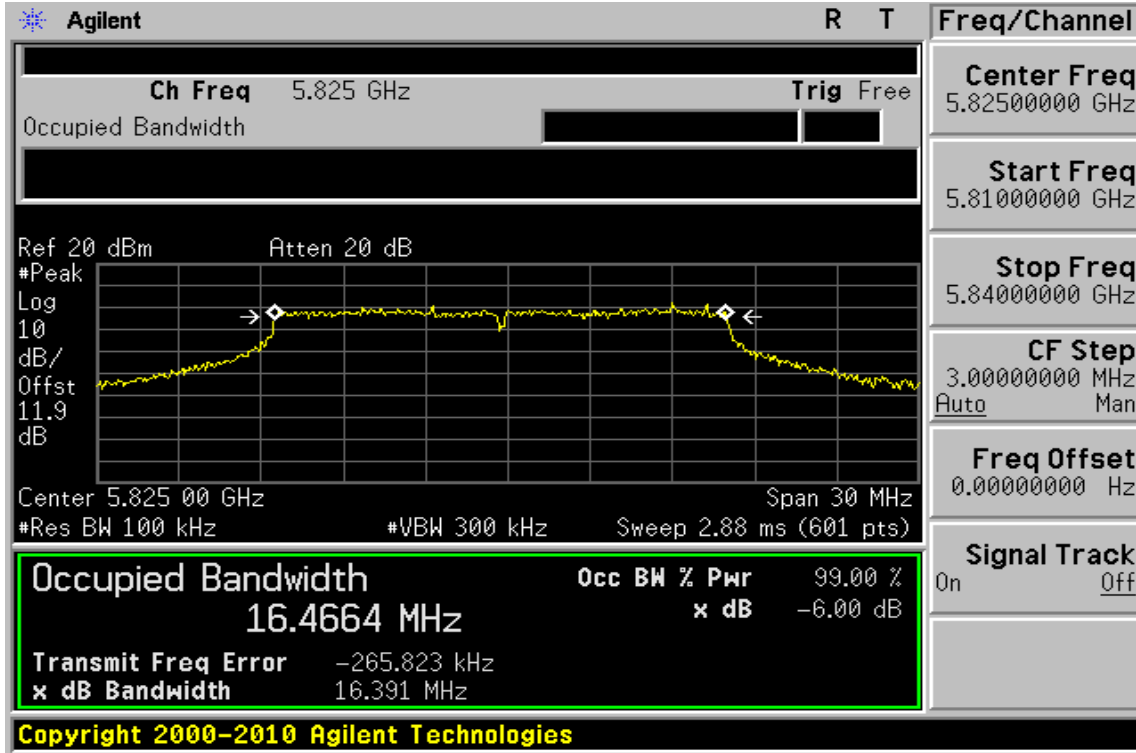 Agilent R T
Freq/Channel
Ch Freq 5.825 GHz Trig Free
Occupied Bandwidth
Center Freq
5.82500000 GHz
Start Freq
5.81000000 GHz
Stop Freq
5.84000000 GHz
CF Step
3.00000000 MHz
Auto Man
Freq Offset
0.00000000 Hz
Signal Track
On Off
Ref 20 dBm Atten 20 dB
#Peak
Log
10
dB/
Offst
11.9
dB
Center 5.825 00 GHz Span 30 MHz
#Res BW 100 kHz #VBW 300 kHz Sweep 2.88 ms (601 pts)
Occupied Bandwidth Occ BW % Pwr 99.00 %
16.4664 MHz x dB -6.00 dB
Transmit Freq Error -265.823 kHz
x dB Bandwidth 16.391 MHz
Copyright 2000-2010 Agilent Technologies